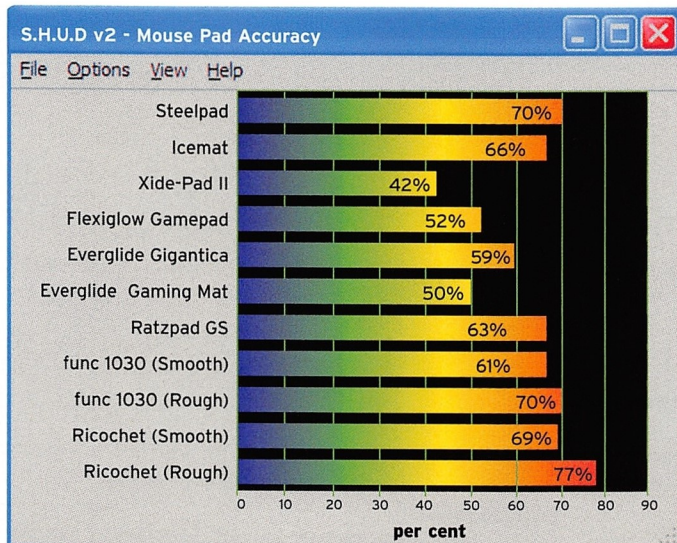 S.H.U.D v2 - Mouse Pad Accuracy
File Options View Help
Steelpad 70%
Icemat 66%
Xide-Pad II 42%
Flexiglow Gamepad 52%
Everglide Gigantica 59%
Everglide Gaming Mat 50%
Ratzpad GS 63%
func 1030 (Smooth) 61%
func 1030 (Rough) 70%
Ricochet (Smooth) 69%
Ricochet (Rough) 77%
0 10 20 30 40 50 60 70 80 90
per cent